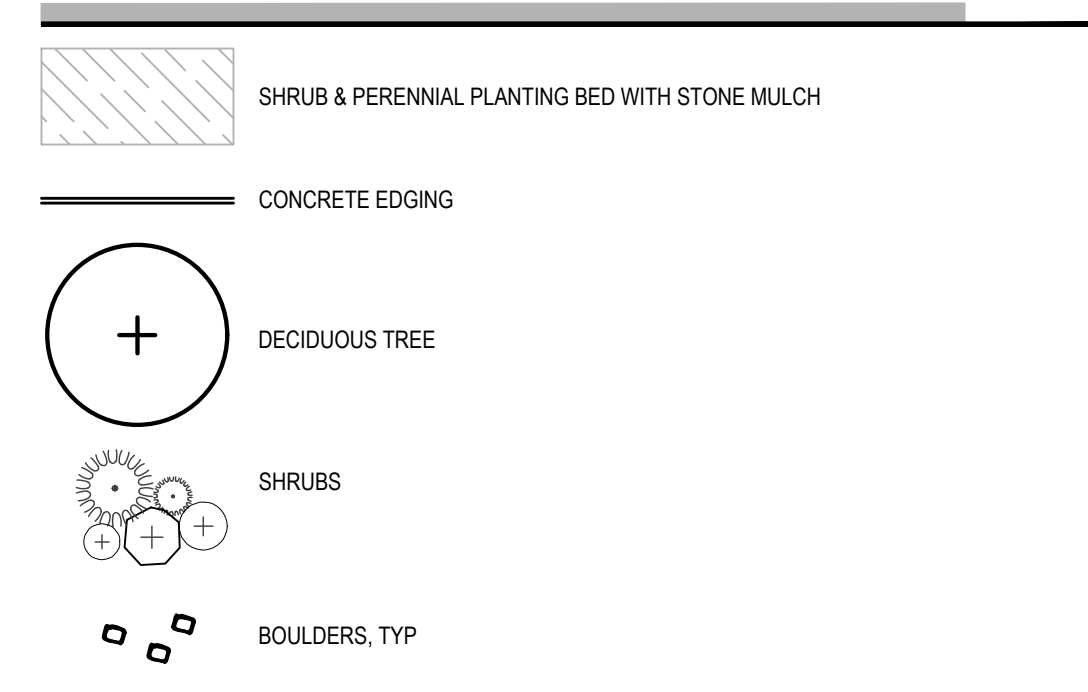 SHRUB & PERENNIAL PLANTING BED WITH STONE MULCH
CONCRETE EDGING
DECIDUOUS TREE
SHRUBS
BOULDERS, TYP